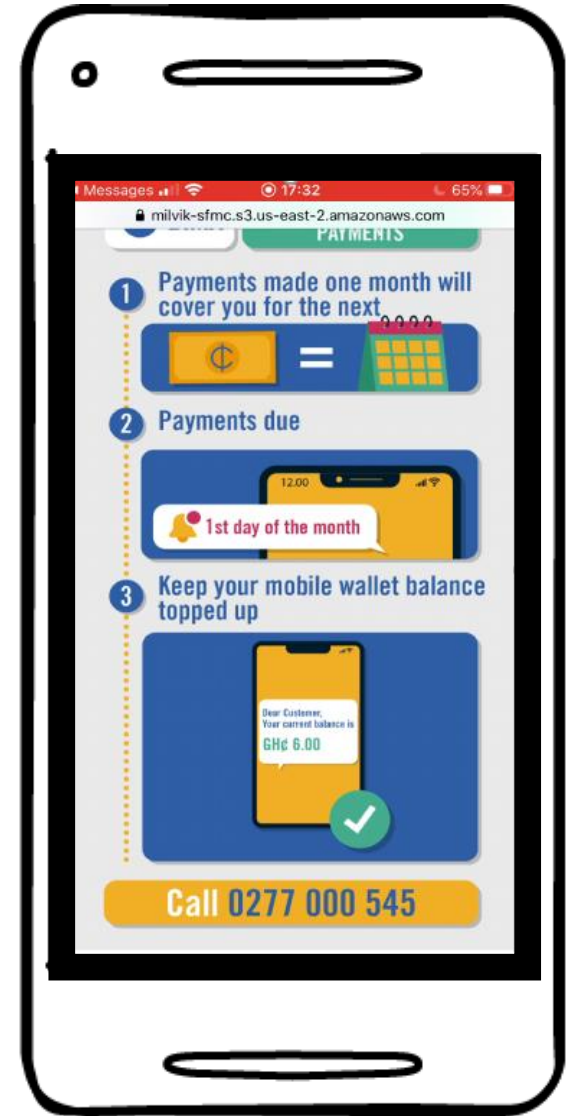 Messages 17:32 65%
milvik-sfmc.s3.us-east-2.amazonaws.com
PAYMENTS
1 Payments made one month will
cover you for the next
₵ =
2 Payments due
12.00
1st day of the month
3 Keep your mobile wallet balance
topped up
Dear Customer,
Your current balance is
GH₵ 6.00
Call 0277 000 545